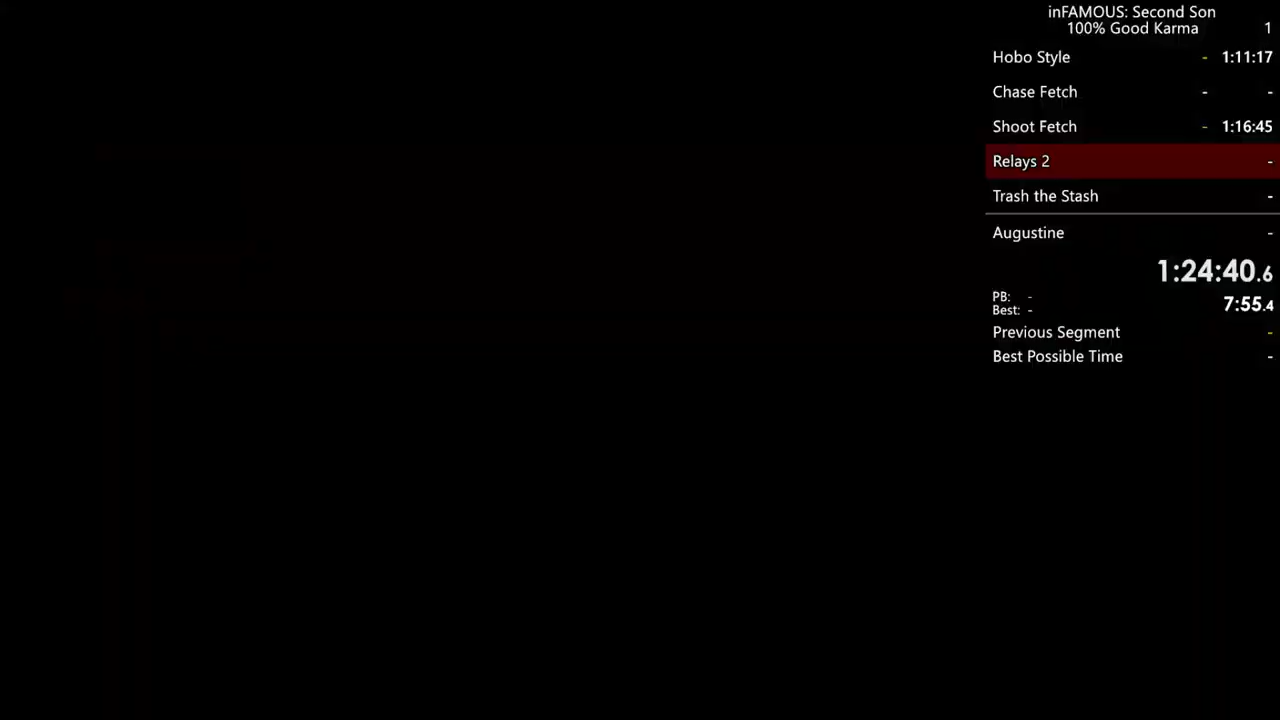 inFAMOUS: Second Son
100% Good Karma 1
Hobo Style - 1:11:17
Chase Fetch - -
Shoot Fetch - 1:16:45
Relays 2 -
Trash the Stash -
Augustine -
1:24:40.6
PB: -
Best: - 7:55.4
Previous Segment -
Best Possible Time -